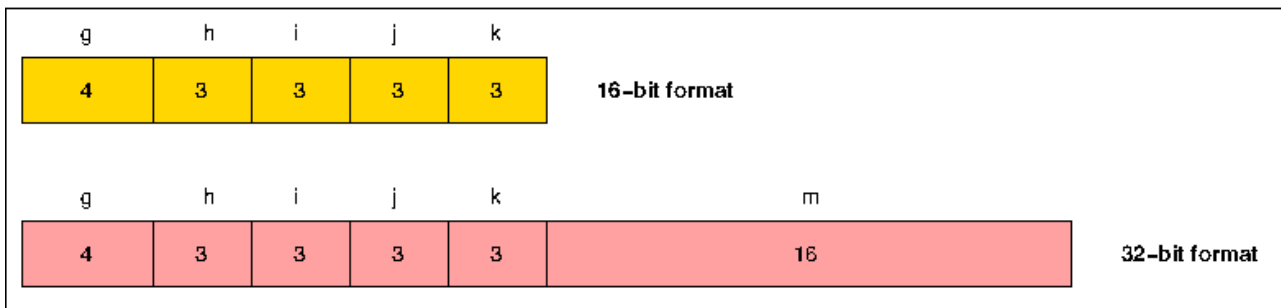 g h i j k
4 3 3 3 3 16-bit format
g h i j k m
4 3 3 3 3 16 32-bit format